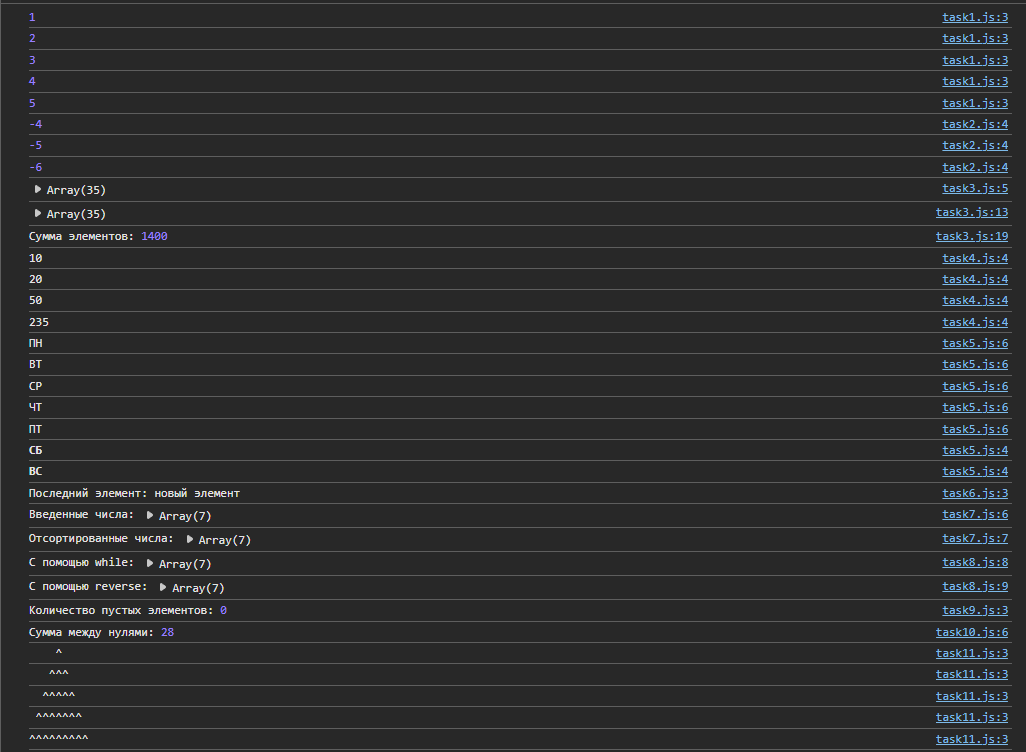 1 task1.js:3
2 task1.js:3
3 task1.js:3
4 task1.js:3
5 task1.js:3
-4 task2.js:4
-5 task2.js:4
-6 task2.js:4
▶ Array(35) task3.js:5
▶ Array(35) task3.js:13
Сумма элементов: 1400 task3.js:19
10 task4.js:4
20 task4.js:4
50 task4.js:4
235 task4.js:4
ПН task5.js:6
ВТ task5.js:6
СР task5.js:6
ЧТ task5.js:6
ПТ task5.js:6
СБ task5.js:4
ВС task5.js:4
Последний элемент: новый элемент task6.js:3
Введенные числа: ▶ Array(7) task7.js:6
Отсортированные числа: ▶ Array(7) task7.js:7
С помощью while: ▶ Array(7) task8.js:8
С помощью reverse: ▶ Array(7) task8.js:9
Количество пустых элементов: 0 task9.js:3
Сумма между нулями: 28 task10.js:6
    ^ task11.js:3
   ^^^ task11.js:3
  ^^^^^ task11.js:3
 ^^^^^^^ task11.js:3
^^^^^^^^^ task11.js:3